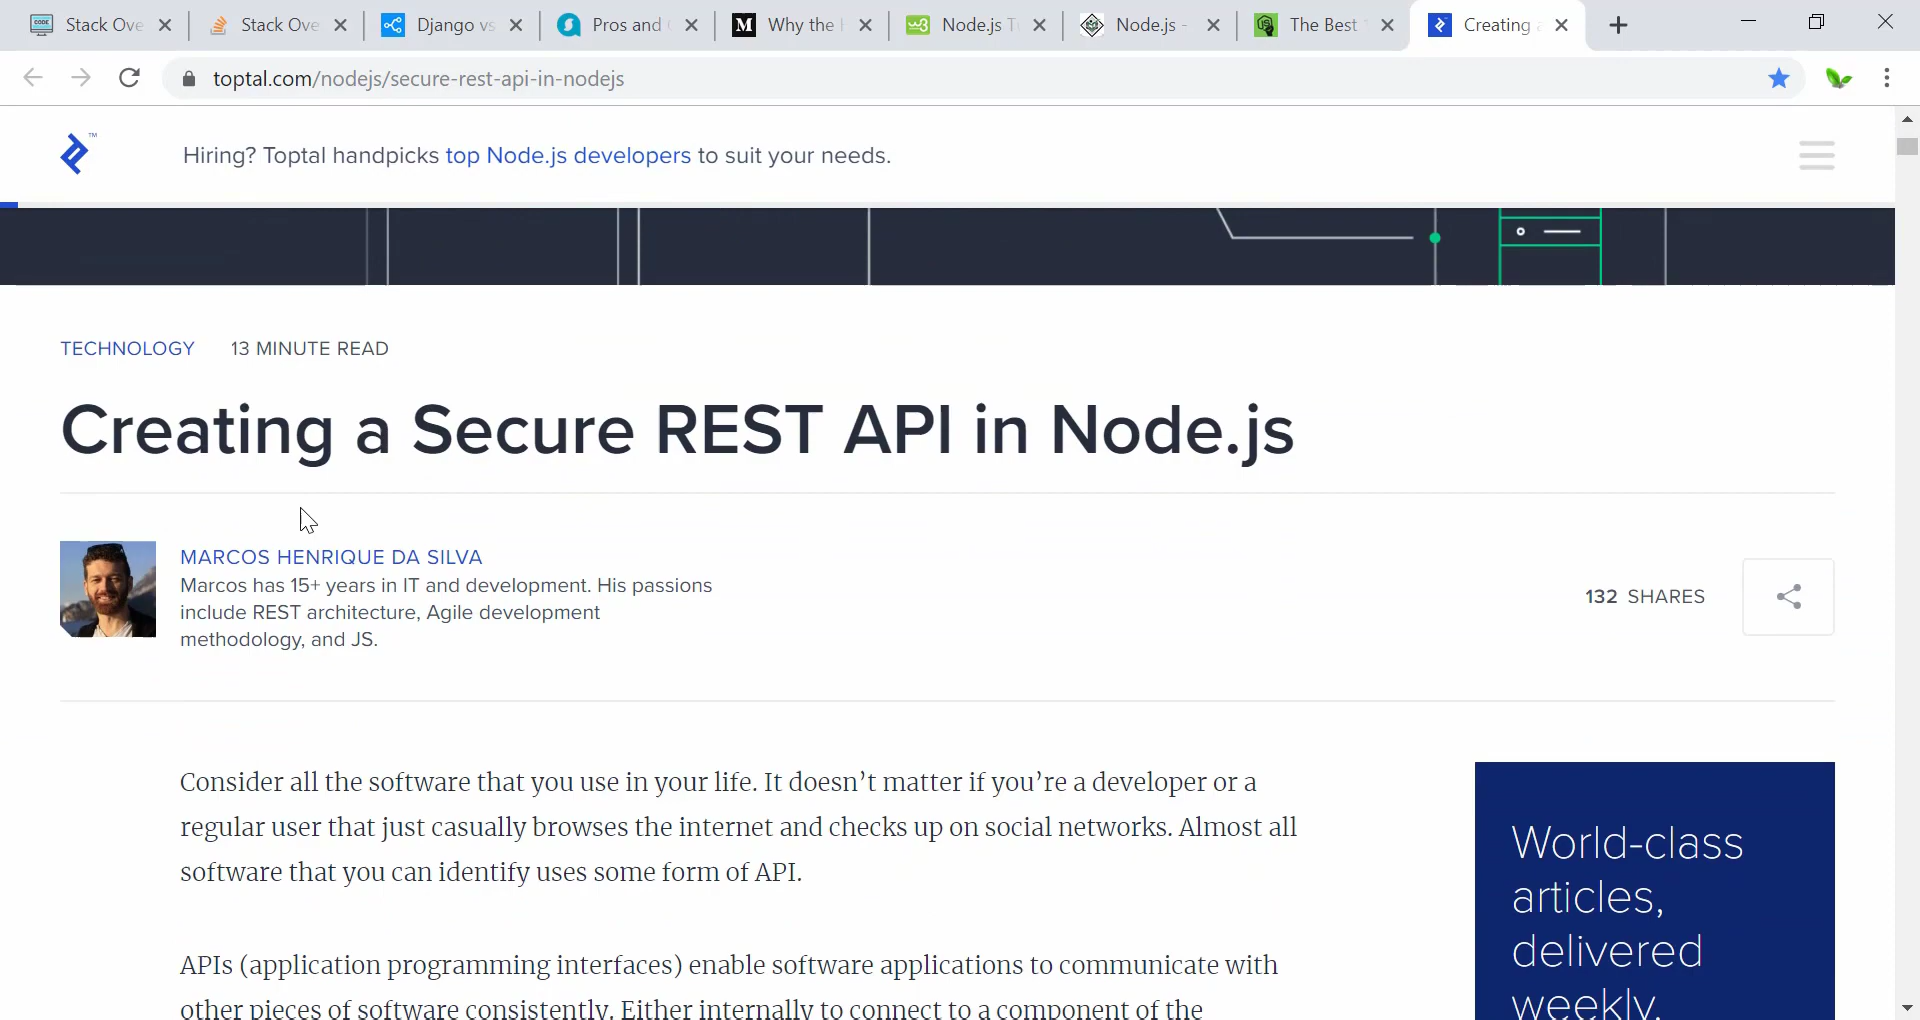 Stack Ove
Stack Ove
Django vs
Pros and
Why the
Node.js T
Node.js -
The Best
Creating a
toptal.com/nodejs/secure-rest-api-in-nodejs
Hiring? Toptal handpicks top Node.js developers to suit your needs.
TECHNOLOGY 13 MINUTE READ
Creating a Secure REST API in Node.js
MARCOS HENRIQUE DA SILVA
Marcos has 15+ years in IT and development. His passions
include REST architecture, Agile development
methodology, and JS.
132 SHARES
Consider all the software that you use in your life. It doesn’t matter if you’re a developer or a
regular user that just casually browses the internet and checks up on social networks. Almost all
software that you can identify uses some form of API.
APIs (application programming interfaces) enable software applications to communicate with
other pieces of software consistently. Either internally to connect to a component of the
World-class
articles,
delivered
weekly.